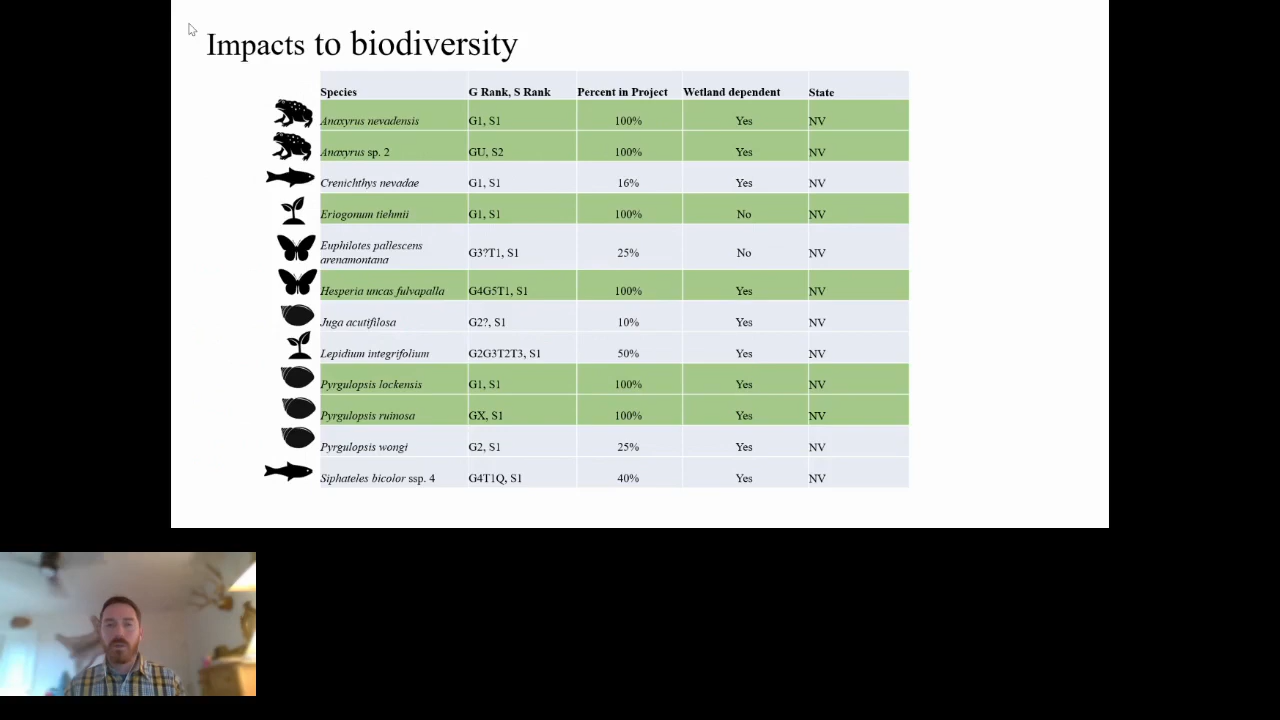 Impacts to biodiversity
Species G Rank, S Rank Percent in Project Wetland dependent State
Anaxyrus nevadensis G1, S1 100% Yes NV
Anaxyrus sp. 2 GU, S2 100% Yes NV
Crenichthys nevadae G1, S1 16% Yes NV
Eriogonum tiehmii G1, S1 100% No NV
Euphilotes pallescens
arenamontana G3?T1, S1 25% No NV
Hesperia uncas fulvapalla G4G5T1, S1 100% Yes NV
Juga acutifilosa G2?, S1 10% Yes NV
Lepidium integrifolium G2G3T2T3, S1 50% Yes NV
Pyrgulopsis lockensis G1, S1 100% Yes NV
Pyrgulopsis ruinosa GX, S1 100% Yes NV
Pyrgulopsis wongi G2, S1 25% Yes NV
Siphateles bicolor ssp. 4 G4T1Q, S1 40% Yes NV